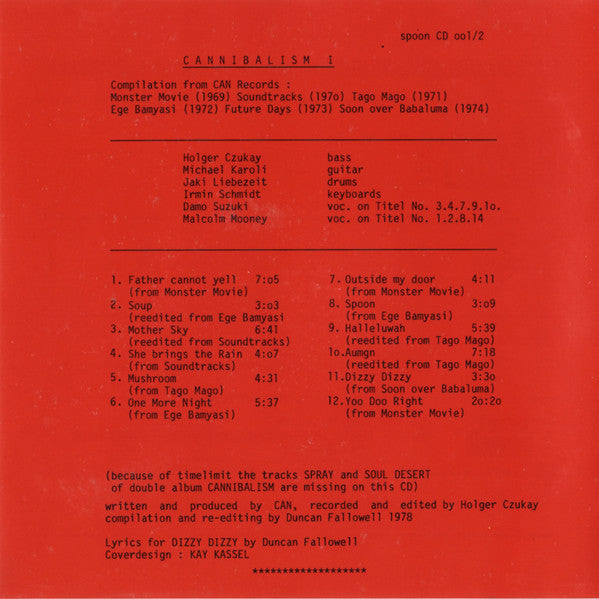 spoon CD oo1/2
CANNIBALISM I
Compilation from CAN Records :
Monster Movie (1969) Soundtracks (197o) Tago Mago (1971)
Ege Bamyasi (1972) Future Days (1973) Soon over Babaluma (1974)
Holger Czukay bass
Michael Karoli guitar
Jaki Liebezeit drums
Irmin Schmidt keyboards
Damo Suzuki voc. on Titel No. 3.4.7.9.1o.
Malcolm Mooney voc. on Titel No. 1.2.8.14
1. Father cannot yell 7:o5
(from Monster Movie)
2. Soup 3:o3
(reedited from Ege Bamyasi
3. Mother Sky 6:41
(reedited from Soundtracks)
4. She brings the Rain 4:o7
(from Soundtracks)
5. Mushroom 4:31
(from Tago Mago)
6. One More Night 5:37
(from Ege Bamyasi)
7. Outside my door 4:11
(from Monster Movie)
8. Spoon 3:o9
(from Ege Bamyasi)
9. Halleluwah 5:39
(reedited from Tago Mago)
1o. Aumgn 7:18
(reedited from Tago Mago)
11. Dizzy Dizzy 3:3o
(from Soon over Babaluma)
12. Yoo Doo Right 2o:2o
(from Monster Movie)
(because of timelimit the tracks SPRAY and SOUL DESERT
of double album CANNIBALISM are missing on this CD)
written and produced by CAN, recorded and edited by Holger Czukay
compilation and re-editing by Duncan Fallowell 1978
Lyrics for DIZZY DIZZY by Duncan Fallowell
Coverdesign : KAY KASSEL
*******************